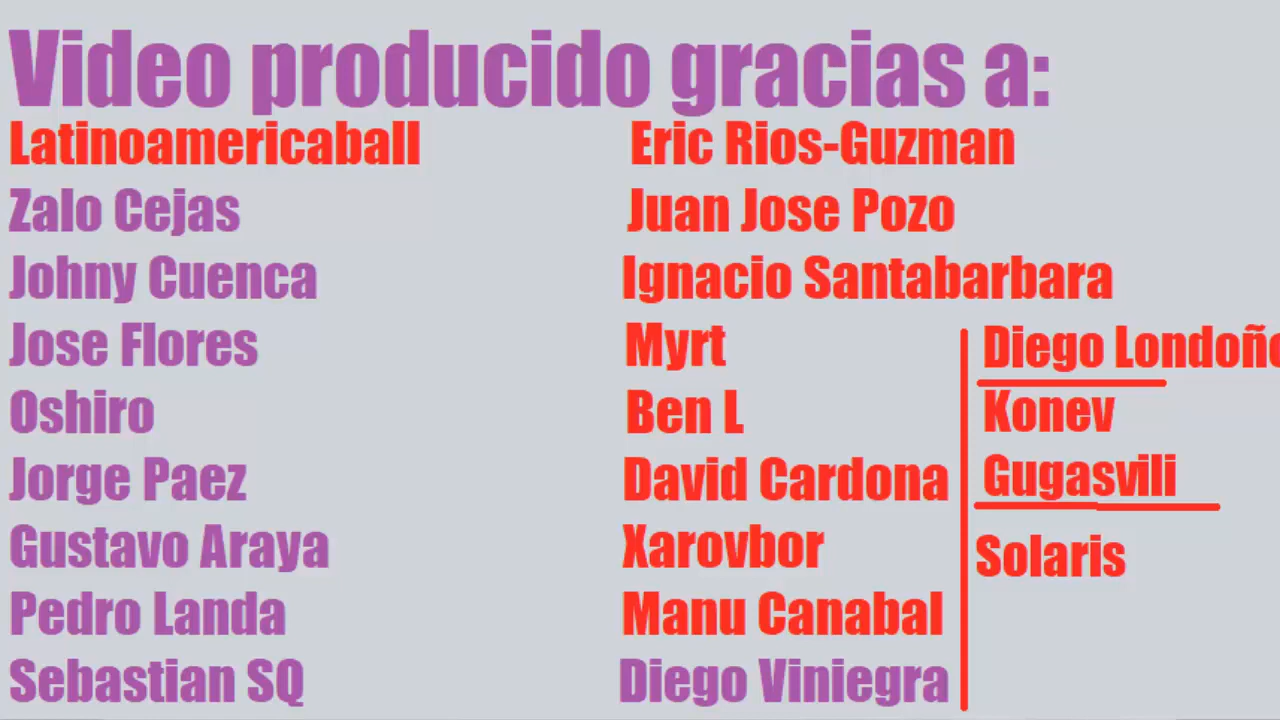 Video producido gracias a:
Latinoamericaball
Zalo Cejas
Johny Cuenca
Jose Flores
Oshiro
Jorge Paez
Gustavo Araya
Pedro Landa
Sebastian SQ
Eric Rios-Guzman
Juan Jose Pozo
Ignacio Santabarbara
Myrt
Ben L
David Cardona
Xarovbor
Manu Canabal
Diego Viniegra
Diego Londoño
Konev
Gugasvili
Solaris